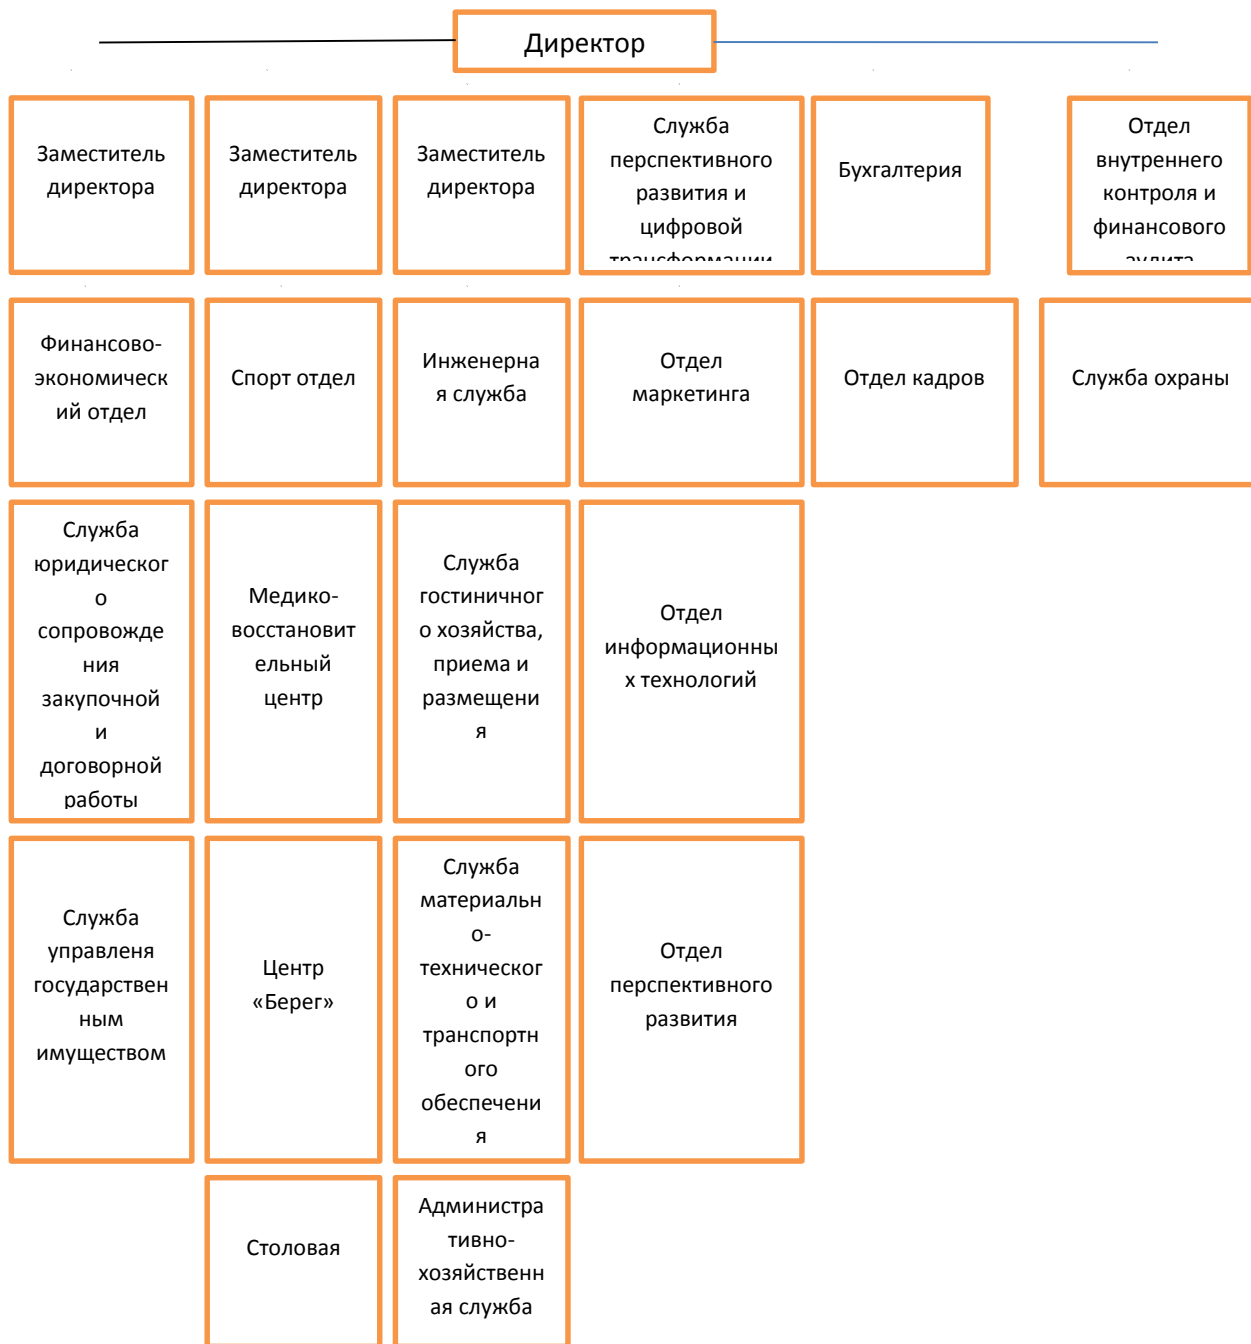 Директор
Заместитель
директора
Заместитель
директора
Заместитель
директора
Служба
перспективного
развития и
цифровой
трансформации
Бухгалтерия
Отдел
внутреннего
контроля и
финансового
аудита
Финансово-
экономическ
ий отдел
Спорт отдел
Инженерна
я служба
Отдел
маркетинга
Отдел кадров
Служба охраны
Служба
юридическог
о
сопровожде
ния
закупочной
и
договорной
работы
Медико-
восстановит
ельный
центр
Служба
гостиничног
о хозяйства,
приема и
размещени
я
Отдел
информационны
х технологий
Служба
управленя
государствен
ным
имуществом
Центр
«Берег»
Служба
материальн
о-
техническог
о и
транспортн
ого
обеспечени
я
Отдел
перспективного
развития
Столовая
Администра
тивно-
хозяйственн
ая служба